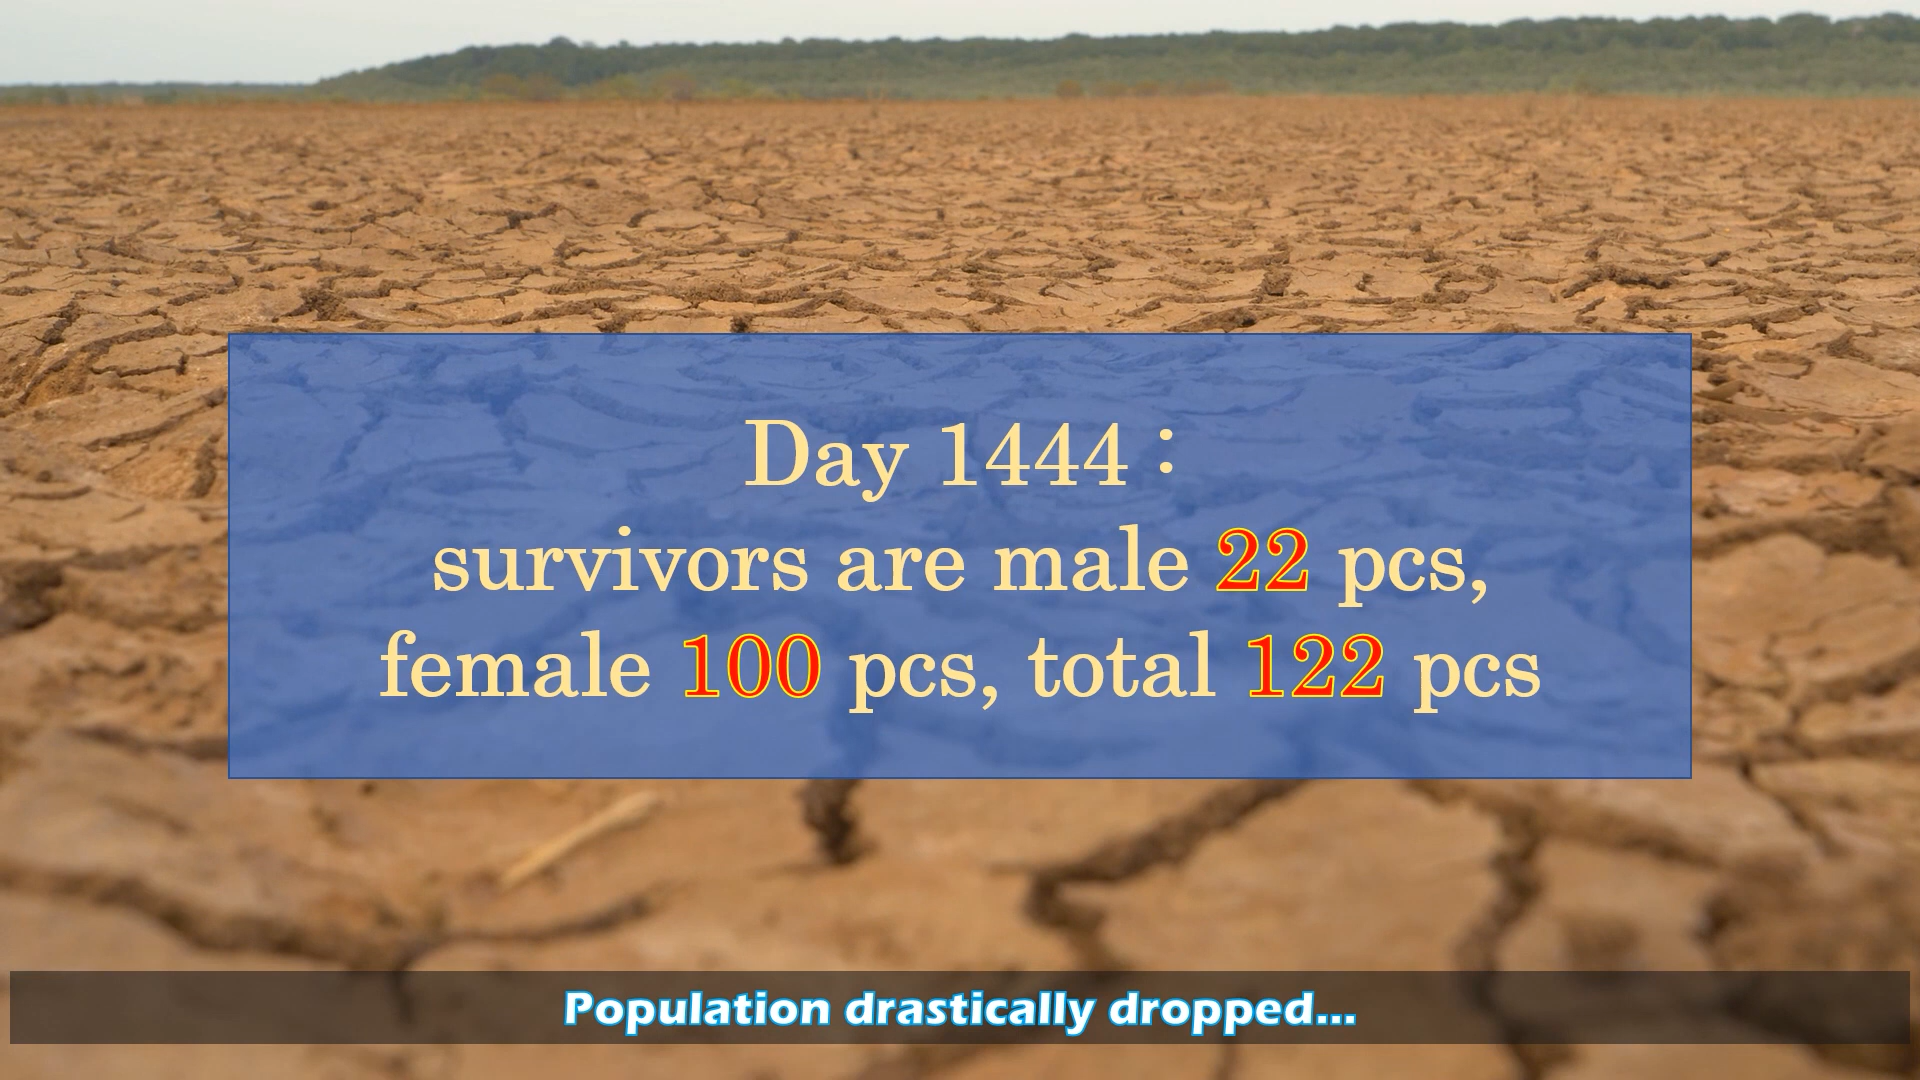 Day 1444 :
survivors are male 22 pcs,
female 100 pcs, total 122 pcs
Population drastically dropped...